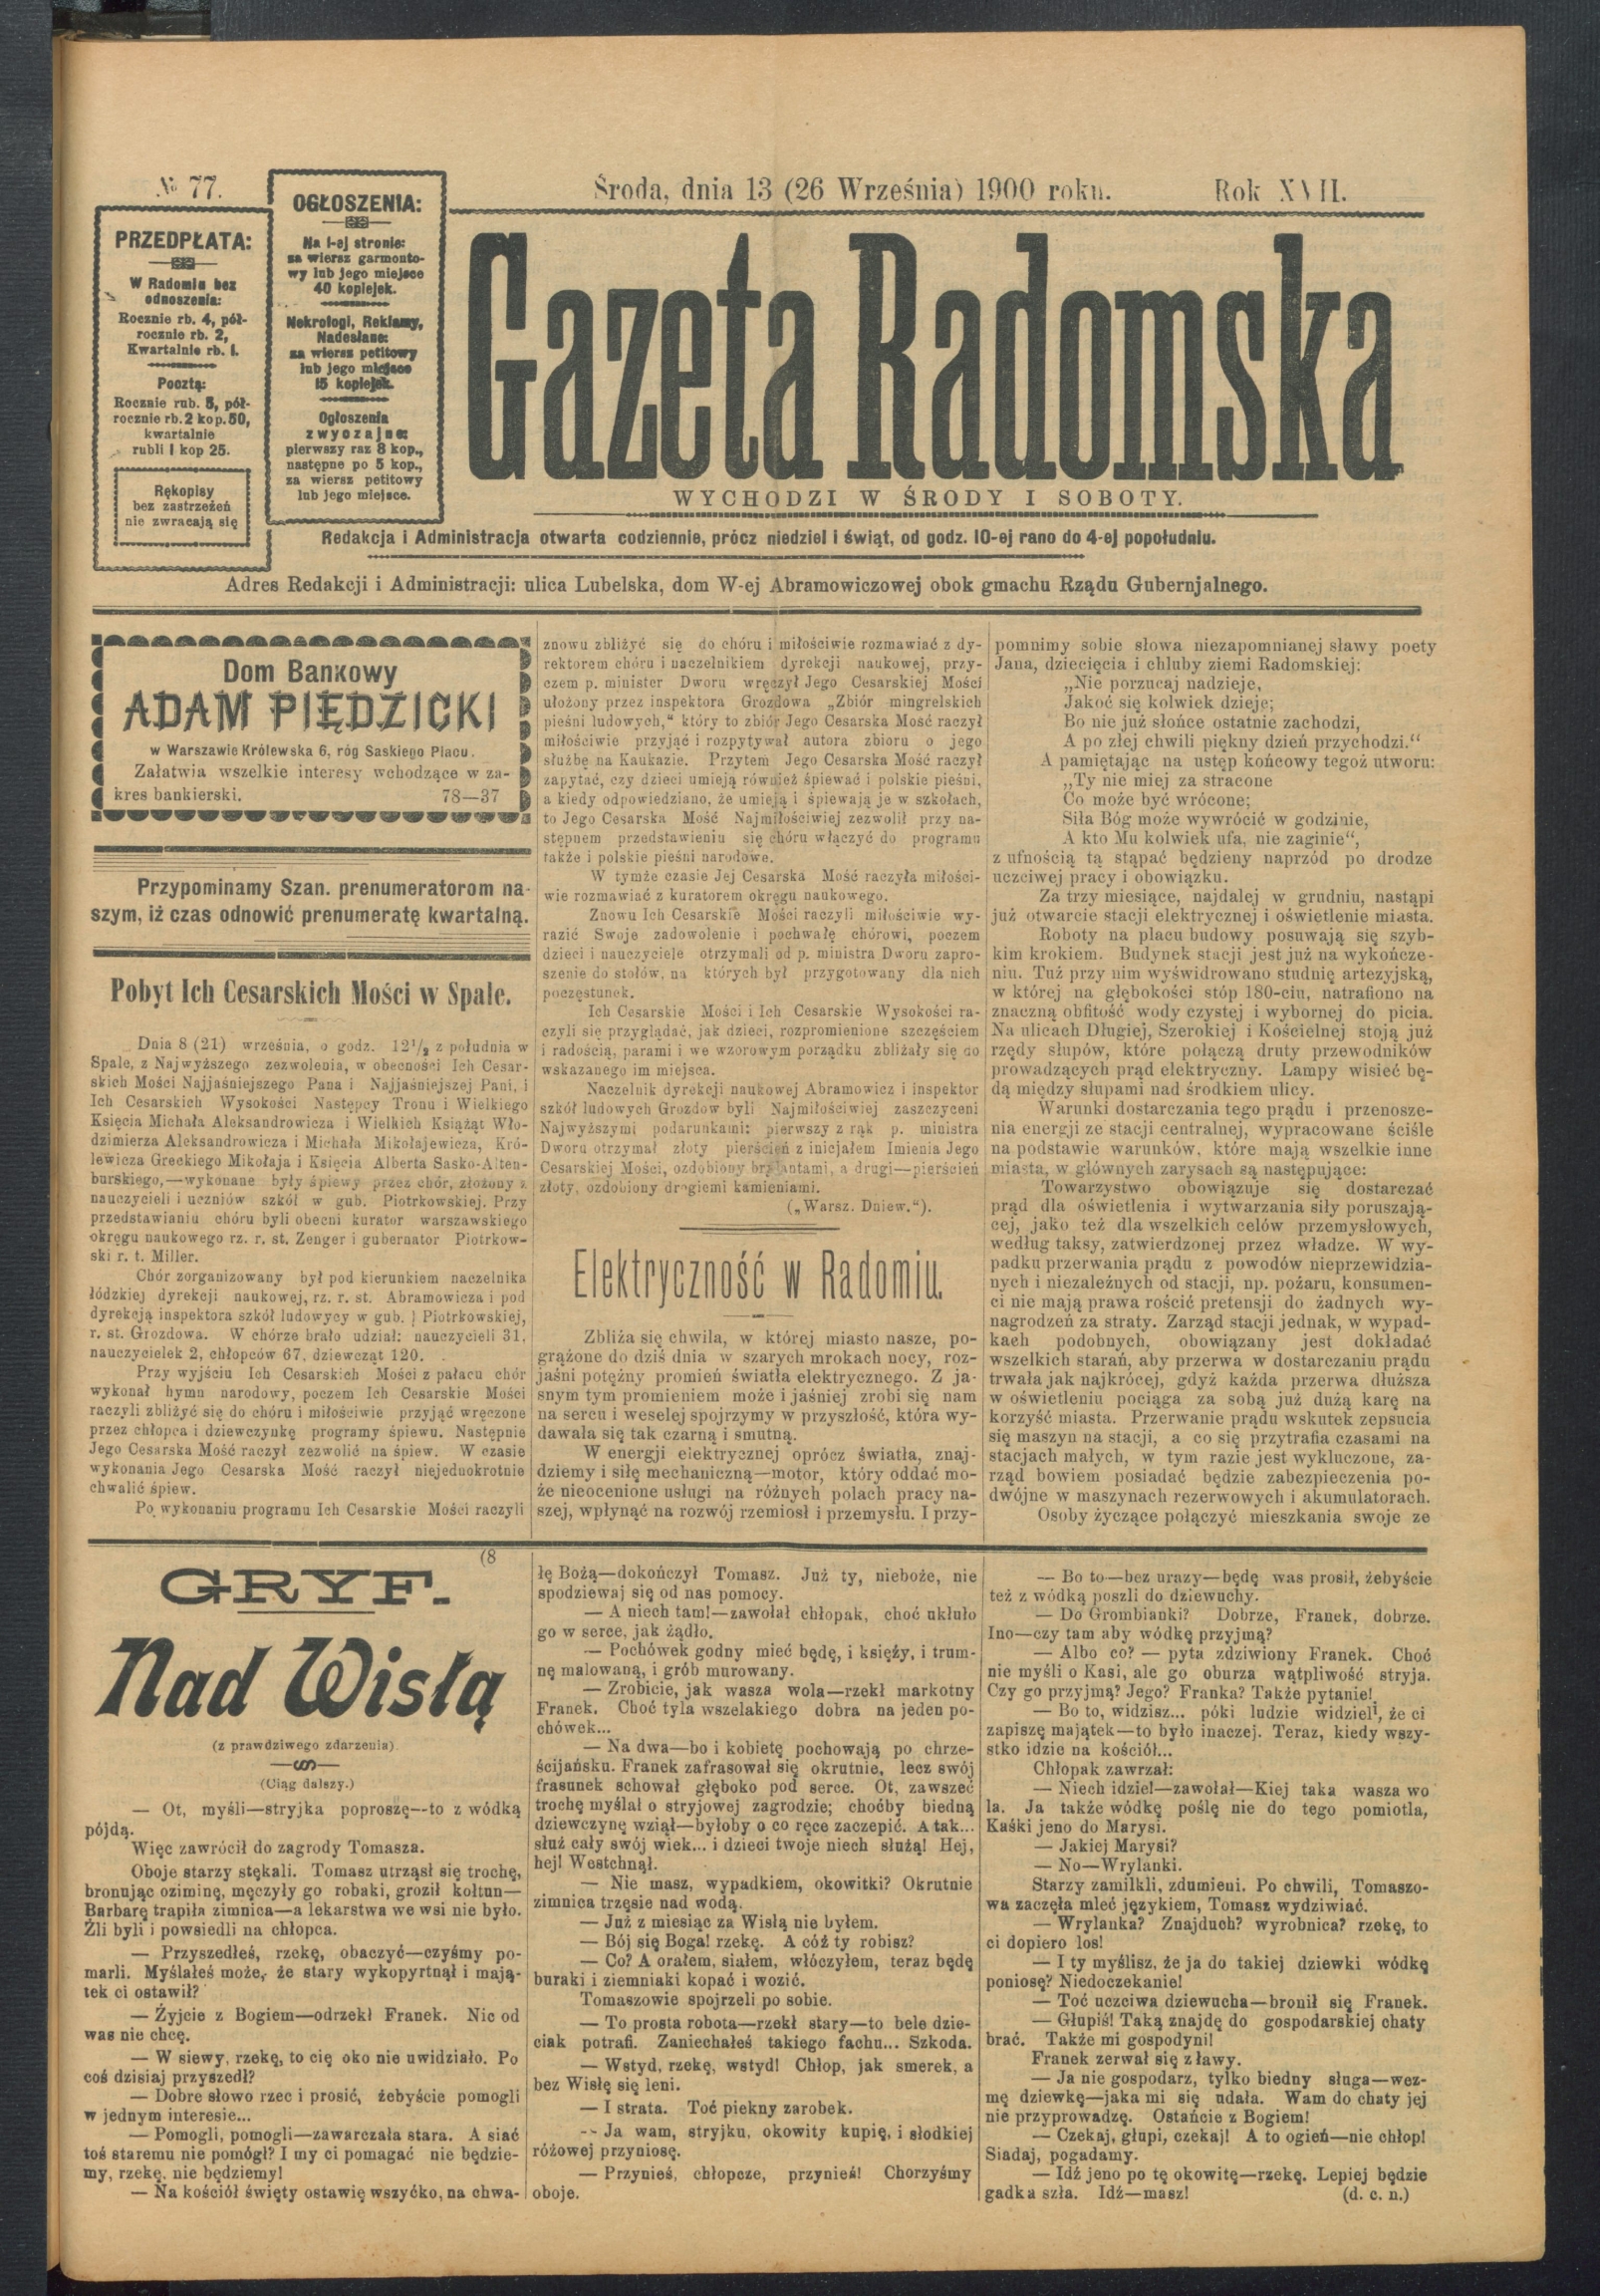 № 77.
Środa, dnia 13 (26 Września) 1900 roku.
Rok XVII.
PRZEDPŁATA:
W Radomiu bez
odnoszenia:
Rocznie rb. 4, pół-
rocznie rb. 2,
Kwartalnie rb. 1.
Pocztą:
Rocznie rub. 5, pół-
rocznie rb. 2 kop. 50,
kwartalnie
rubli 1 kop 25.
Rękopisy
bez zastrzeżeń
nie zwracają się
OGŁOSZENIA:
Na 1-ej stronie:
za wiersz garmonto-
wy lub jego miejsce
40 kopiejek.
Nekrologi, Reklamy,
Nadesłane:
za wiersz petitowy
lub jego miejsce
15 kopiejek.
Ogłoszenia
zwyczajne:
pierwszy raz 8 kop.,
następne po 5 kop.,
za wiersz petitowy
lub jego miejsce.
Gazeta Radomska
WYCHODZI W ŚRODY I SOBOTY.
Redakcja i Administracja otwarta codziennie, prócz niedziel i świąt, od godz. 10-ej rano do 4-ej popołudniu.
Adres Redakcji i Administracji: ulica Lubelska, dom W-ej Abramowiczowej obok gmachu Rządu Gubernjalnego.
Dom Bankowy
ADAM PIĘDZICKI
w Warszawie Królewska 6, róg Saskiego Placu.
Załatwia wszelkie interesy wchodzące w za-
kres bankierski. 78—37
Przypominamy Szan. prenumeratorom na-
szym, iż czas odnowić prenumeratę kwartalną.
Pobyt Ich Cesarskich Mości w Spale.
Dnia 8 (21) września, o godz. 12½ z południa w
Spale, z Najwyższego zezwolenia, w obecności Ich Cesar-
skich Mości Najjaśniejszego Pana i Najjaśniejszej Pani, i
Ich Cesarskich Wysokości Następcy Tronu i Wielkiego
Księcia Michała Aleksandrowicza i Wielkich Książąt Wło-
dzimierza Aleksandrowicza i Michała Mikołajewicza, Kró-
lewicza Greckiego Mikołaja i Księcia Alberta Sasko-Alten-
burskiego,—wykonane były śpiewy przez chór, złożony z
nauczycieli i uczniów szkół w gub. Piotrkowskiej. Przy
przedstawianiu chóru byli obecni kurator warszawskiego
okręgu naukowego rz. r. st. Zenger i gubernator Piotrkow-
ski r. t. Miller.
Chór zorganizowany był pod kierunkiem naczelnika
łódzkiej dyrekcji naukowej, rz. r. st. Abramowicza i pod
dyrekcją inspektora szkół ludowycy w gub. Piotrkowskiej,
r. st. Grozdowa. W chórze brało udział: nauczycieli 31,
nauczycielek 2, chłopców 67, dziewcząt 120.
Przy wyjściu Ich Cesarskich Mości z pałacu chór
wykonał hymn narodowy, poczem Ich Cesarskie Mości
raczyli zbliżyć się do chóru i miłościwie przyjąć wręczone
przez chłopca i dziewczynkę programy śpiewu. Następnie
Jego Cesarska Mość raczył zezwolić na śpiew. W czasie
wykonania Jego Cesarska Mość raczył niejednokrotnie
chwalić śpiew.
Po wykonaniu programu Ich Cesarskie Mości raczyli
znowu zbliżyć się do chóru i miłościwie rozmawiać z dy-
rektorem chóru i naczelnikiem dyrekcji naukowej, przy-
czem p. minister Dworu wręczył Jego Cesarskiej Mości
ułożony przez inspektora Grozdowa „Zbiór mingrelskich
pieśni ludowych,“ który to zbiór Jego Cesarska Mość raczył
miłościwie przyjąć i rozpytywał autora zbioru o jego
służbę na Kaukazie. Przytem Jego Cesarska Mość raczył
zapytać, czy dzieci umieją również śpiewać i polskie pieśni,
a kiedy odpowiedziano, że umieją i śpiewają je w szkołach,
to Jego Cesarska Mość Najmiłościwiej zezwolił przy na-
stępnem przedstawieniu się chóru włączyć do programu
także i polskie pieśni narodowe.
W tymże czasie Jej Cesarska Mość raczyła miłości-
wie rozmawiać z kuratorem okręgu naukowego.
Znowu Ich Cesarskie Mości raczyli miłościwie wy-
razić Swoje zadowolenie i pochwałę chórowi, poczem
dzieci i nauczyciele otrzymali od p. ministra Dworu zapro-
szenie do stołów, na których był przygotowany dla nich
poczęstunek.
Ich Cesarskie Mości i Ich Cesarskie Wysokości ra-
czyli się przyglądać, jak dzieci, rozpromienione szczęściem
i radością, parami i we wzorowym porządku zbliżały się do
wskazanego im miejsca.
Naczelnik dyrekcji naukowej Abramowicz i inspektor
szkół ludowych Grozdow byli Najmiłościwiej zaszczyceni
Najwyższymi podarunkami: pierwszy z rąk p. ministra
Dworu otrzymał złoty pierścień z inicjałem Imienia Jego
Cesarskiej Mości, ozdobiony brylantami, a drugi—pierścień
złoty, ozdobiony drogiemi kamieniami.
(„Warsz. Dniew.“).
Elektryczność w Radomiu.
Zbliża się chwila, w której miasto nasze, po-
grążone do dziś dnia w szarych mrokach nocy, roz-
jaśni potężny promień światła elektrycznego. Z ja-
snym tym promieniem może i jaśniej zrobi się nam
na sercu i weselej spojrzymy w przyszłość, która wy-
dawała się tak czarną i smutną.
W energji elektrycznej oprócz światła, znaj-
dziemy i siłę mechaniczną—motor, który oddać mo-
że nieocenione usługi na różnych polach pracy na-
szej, wpłynąć na rozwój rzemiosł i przemysłu. I przy-
pomnimy sobie słowa niezapomnianej sławy poety
Jana, dziecięcia i chluby ziemi Radomskiej:
„Nie porzucaj nadzieje,
Jakoć się kolwiek dzieje;
Bo nie już słońce ostatnie zachodzi,
A po złej chwili piękny dzień przychodzi.“
A pamiętając na ustęp końcowy tegoż utworu:
„Ty nie miej za stracone
Co może być wrócone;
Siła Bóg może wywrócić w godzinie,
A kto Mu kolwiek ufa, nie zaginie“,
z ufnością tą stąpać będzieny naprzód po drodze
uczciwej pracy i obowiązku.
Za trzy miesiące, najdalej w grudniu, nastąpi
już otwarcie stacji elektrycznej i oświetlenie miasta.
Roboty na placu budowy posuwają się szyb-
kim krokiem. Budynek stacji jest już na wykończe-
niu. Tuż przy nim wyświdrowano studnię artezyjską,
w której na głębokości stóp 180-ciu, natrafiono na
znaczną obfitość wody czystej i wybornej do picia.
Na ulicach Długiej, Szerokiej i Kościelnej stoją już
rzędy słupów, które połączą druty przewodników
prowadzących prąd elektryczny. Lampy wisieć bę-
dą między słupami nad środkiem ulicy.
Warunki dostarczania tego prądu i przenosze-
nia energji ze stacji centralnej, wypracowane ściśle
na podstawie warunków, które mają wszelkie inne
miasta, w głównych zarysach są następujące:
Towarzystwo obowiązuje się dostarczać
prąd dla oświetlenia i wytwarzania siły poruszają-
cej, jako też dla wszelkich celów przemysłowych,
według taksy, zatwierdzonej przez władze. W wy-
padku przerwania prądu z powodów nieprzewidzia-
nych i niezależnych od stacji, np. pożaru, konsumen-
ci nie mają prawa rościć pretensji do żadnych wy-
nagrodzeń za straty. Zarząd stacji jednak, w wypad-
kach podobnych, obowiązany jest dokładać
wszelkich starań, aby przerwa w dostarczaniu prądu
trwała jak najkrócej, gdyż każda przerwa dłuższa
w oświetleniu pociąga za sobą już dużą karę na
korzyść miasta. Przerwanie prądu wskutek zepsucia
się maszyn na stacji, a co się przytrafia czasami na
stacjach małych, w tym razie jest wykluczone, za-
rząd bowiem posiadać będzie zabezpieczenia po-
dwójne w maszynach rezerwowych i akumulatorach.
Osoby życzące połączyć mieszkania swoje ze
(8
GRYF.
Nad Wisłą
(z prawdziwego zdarzenia)
(Ciąg dalszy.)
— Ot, myśli—stryjka poproszę—to z wódką
pójdą.
Więc zawrócił do zagrody Tomasza.
Oboje starzy stękali. Tomasz utrząsł się trochę,
bronując oziminę, męczyły go robaki, groził kołtun—
Barbarę trapiła zimnica—a lekarstwa we wsi nie było.
Źli byli i powsiedli na chłopca.
— Przyszedłeś, rzekę, obaczyć—czyśmy po-
marli. Myślałeś może, że stary wykopyrtnął i mają-
tek ci ostawił?
— Żyjcie z Bogiem—odrzekł Franek. Nic od
was nie chcę.
— W siewy, rzekę, to cię oko nie uwidziało. Po
coś dzisiaj przyszedł?
— Dobre słowo rzec i prosić, żebyście pomogli
w jednym interesie...
— Pomogli, pomogli—zawarczała stara. A siać
toś staremu nie pomógł? I my ci pomagać nie będzie-
my, rzekę, nie będziemy!
— Na kościół święty ostawię wszyćko, na chwa-
łę Bożą—dokończył Tomasz. Już ty, nieboże, nie
spodziewaj się od nas pomocy.
— A niech tam!—zawołał chłopak, choć ukłuło
go w serce, jak żądło.
— Pochówek godny mieć będę, i księży, i trum-
nę malowaną, i grób murowany.
— Zrobicie, jak wasza wola—rzekł markotny
Franek. Choć tyla wszelakiego dobra na jeden po-
chówek...
— Na dwa—bo i kobietę pochowają po chrze-
ścijańsku. Franek zafrasował się okrutnie, lecz swój
frasunek schował głęboko pod serce. Ot, zawszeć
trochę myślał o stryjowej zagrodzie; choćby biedną
dziewczynę wziął—byłoby o co ręce zaczepić. A tak...
służ cały swój wiek... i dzieci twoje niech służą! Hej,
hej! Westchnął.
— Nie masz, wypadkiem, okowitki? Okrutnie
zimnica trzęsie nad wodą.
— Już z miesiąc za Wisłą nie byłem.
— Bój się Boga! rzekę. A cóż ty robisz?
— Co? A orałem, siałem, włóczyłem, teraz będę
buraki i ziemniaki kopać i wozić.
Tomaszowie spojrzeli po sobie.
— To prosta robota—rzekł stary—to bele dzie-
ciak potrafi. Zaniechałeś takiego fachu... Szkoda.
— Wstyd, rzekę, wstyd! Chłop, jak smerek, a
bez Wisłę się leni.
— I strata. Toć piekny zarobek.
— Ja wam, stryjku, okowity kupię, i słodkiej
różowej przyniosę.
— Przynieś, chłopcze, przynieś! Chorzyśmy
oboje.
— Bo to—bez urazy—będę was prosił, żebyście
też z wódką poszli do dziewuchy.
— Do Grombianki? Dobrze, Franek, dobrze.
Ino—czy tam aby wódkę przyjmą?
— Albo co? — pyta zdziwiony Franek. Choć
nie myśli o Kasi, ale go oburza wątpliwość stryja.
Czy go przyjmą? Jego? Franka? Także pytanie!
— Bo to, widzisz... póki ludzie widzieli, że ci
zapiszę majątek—to było inaczej. Teraz, kiedy wszy-
stko idzie na kościół...
Chłopak zawrzał:
— Niech idzie!—zawołał—Kiej taka wasza wo
la. Ja także wódkę poślę nie do tego pomiotla,
Kaśki jeno do Marysi.
— Jakiej Marysi?
— No—Wrylanki.
Starzy zamilkli, zdumieni. Po chwili, Tomaszo-
wa zaczęła mleć językiem, Tomasz wydziwiać.
— Wrylanka? Znajduch? wyrobnica? rzekę, to
ci dopiero los!
— I ty myślisz, że ja do takiej dziewki wódkę
poniosę? Niedoczekanie!
— Toć uczciwa dziewucha—bronił się Franek.
— Głupiś! Taką znajdę do gospodarskiej chaty
brać. Także mi gospodyni!
Franek zerwał się z ławy.
— Ja nie gospodarz, tylko biedny sługa—wez-
mę dziewkę—jaka mi się udała. Wam do chaty jej
nie przyprowadzę. Ostańcie z Bogiem!
— Czekaj, głupi, czekaj! A to ogień—nie chłop!
Siadaj, pogadamy.
— Idź jeno po tę okowitę—rzekę. Lepiej będzie
gadka szła. Idź—masz! (d. c. n.)